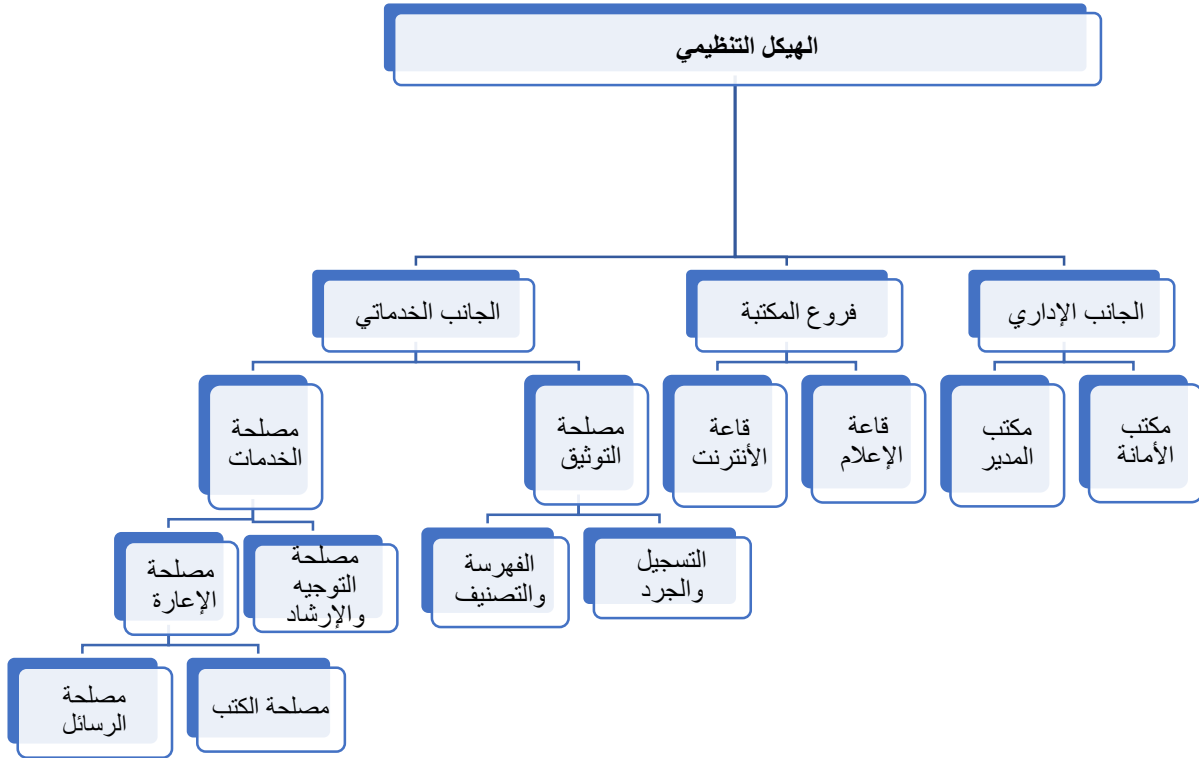 الهيكل التنظيمي
الجانب الإداري
فروع المكتبة
الجانب الخدماتي
مكتب
الأمانة
مكتب
المدير
قاعة
الإعلام
قاعة
الأنترنت
مصلحة
التوثيق
مصلحة
الخدمات
التسجيل
والجرد
الفهرسة
والتصنيف
مصلحة
التوجيه
والإرشاد
مصلحة
الإعارة
مصلحة الكتب
مصلحة
الرسائل